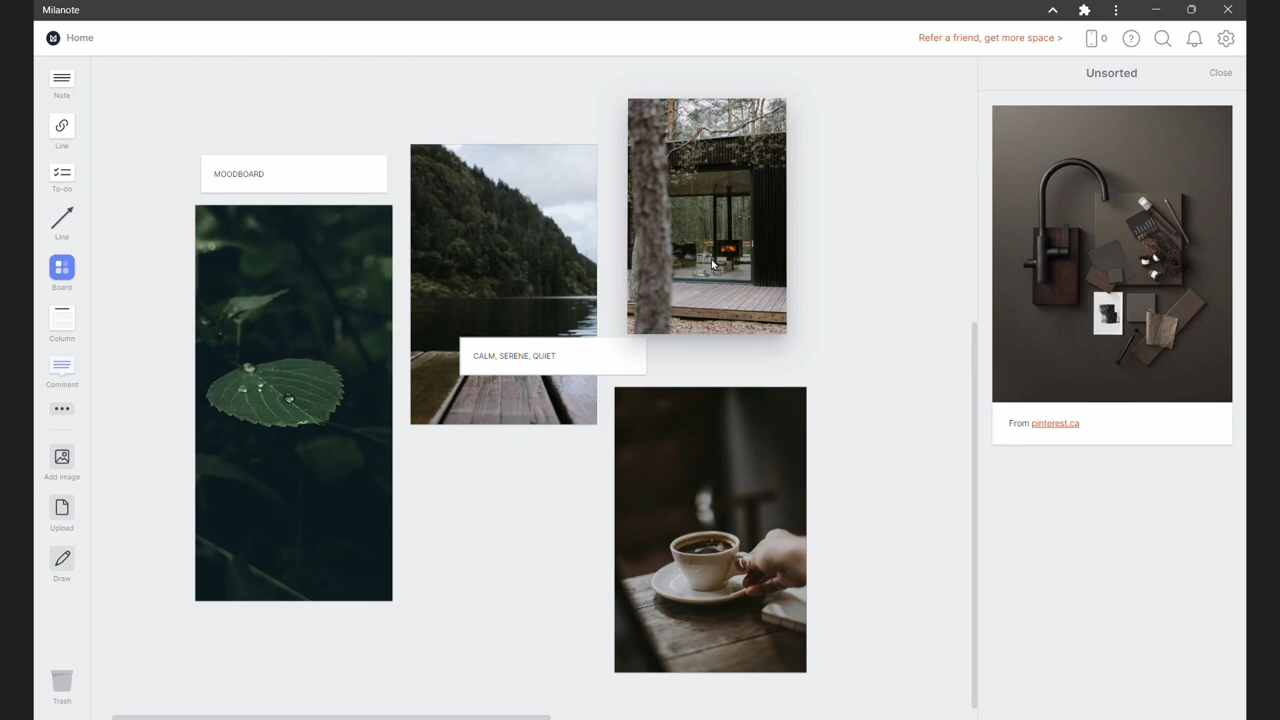 Milanote
Home
Refer a friend, get more space >
0
Unsorted
Close
Note
Link
To-do
Line
Board
Column
Comment
Add image
Upload
Draw
Trash
MOODBOARD
CALM, SERENE, QUIET
From pinterest.ca